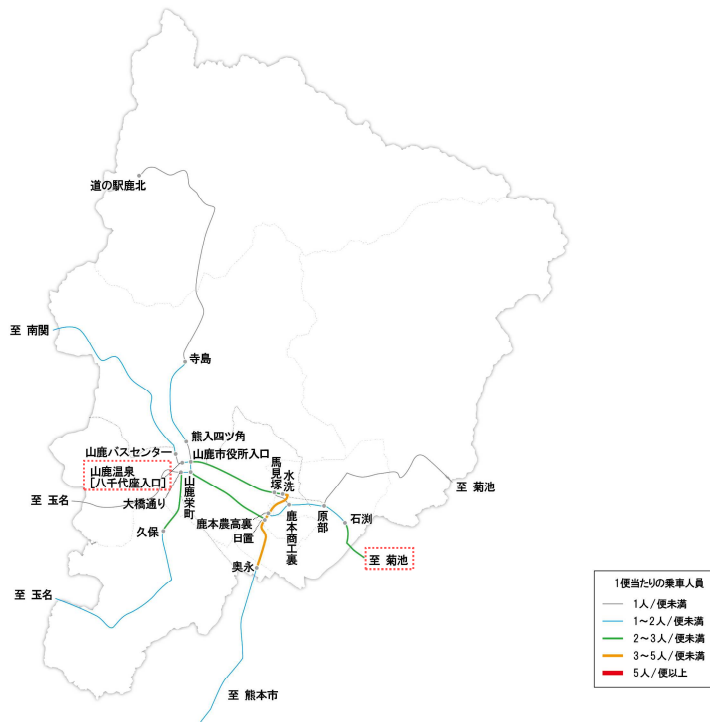 道の駅鹿北
至 南関
寺島
熊入四ツ角
山鹿バスセンター
山鹿市役所入口
山鹿温泉
[八千代座入口]
馬見塚
水洗
至 菊池
至 玉名
大橋通り
山鹿栄町
鹿本農高裏
日置
鹿本商工裏
原部
石渕
久保
至 菊池
奥永
至 玉名
至 熊本市
1便当たりの乗車人員
1人/便未満
1~2人/便未満
2~3人/便未満
3~5人/便未満
5人/便以上